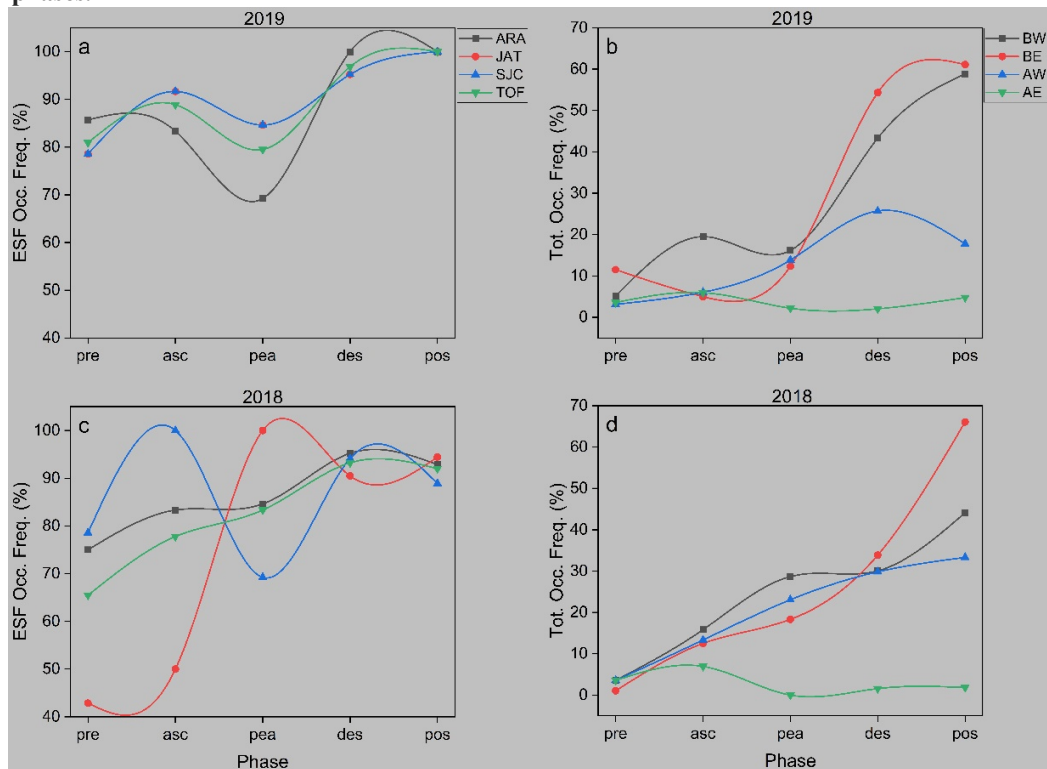 phases.
2019
a
ARA
JAT
SJC
TOF
ESF Occ. Freq. (%)
100
90
80
70
60
50
40
pre asc pea des pos
2019
b
BW
BE
AW
AE
Tot. Occ. Freq. (%)
70
60
50
40
30
20
10
0
pre asc pea des pos
2018
c
ESF Occ. Freq. (%)
100
90
80
70
60
50
40
pre asc pea des pos
Phase
2018
d
Tot. Occ. Freq. (%)
70
60
50
40
30
20
10
0
pre asc pea des pos
Phase